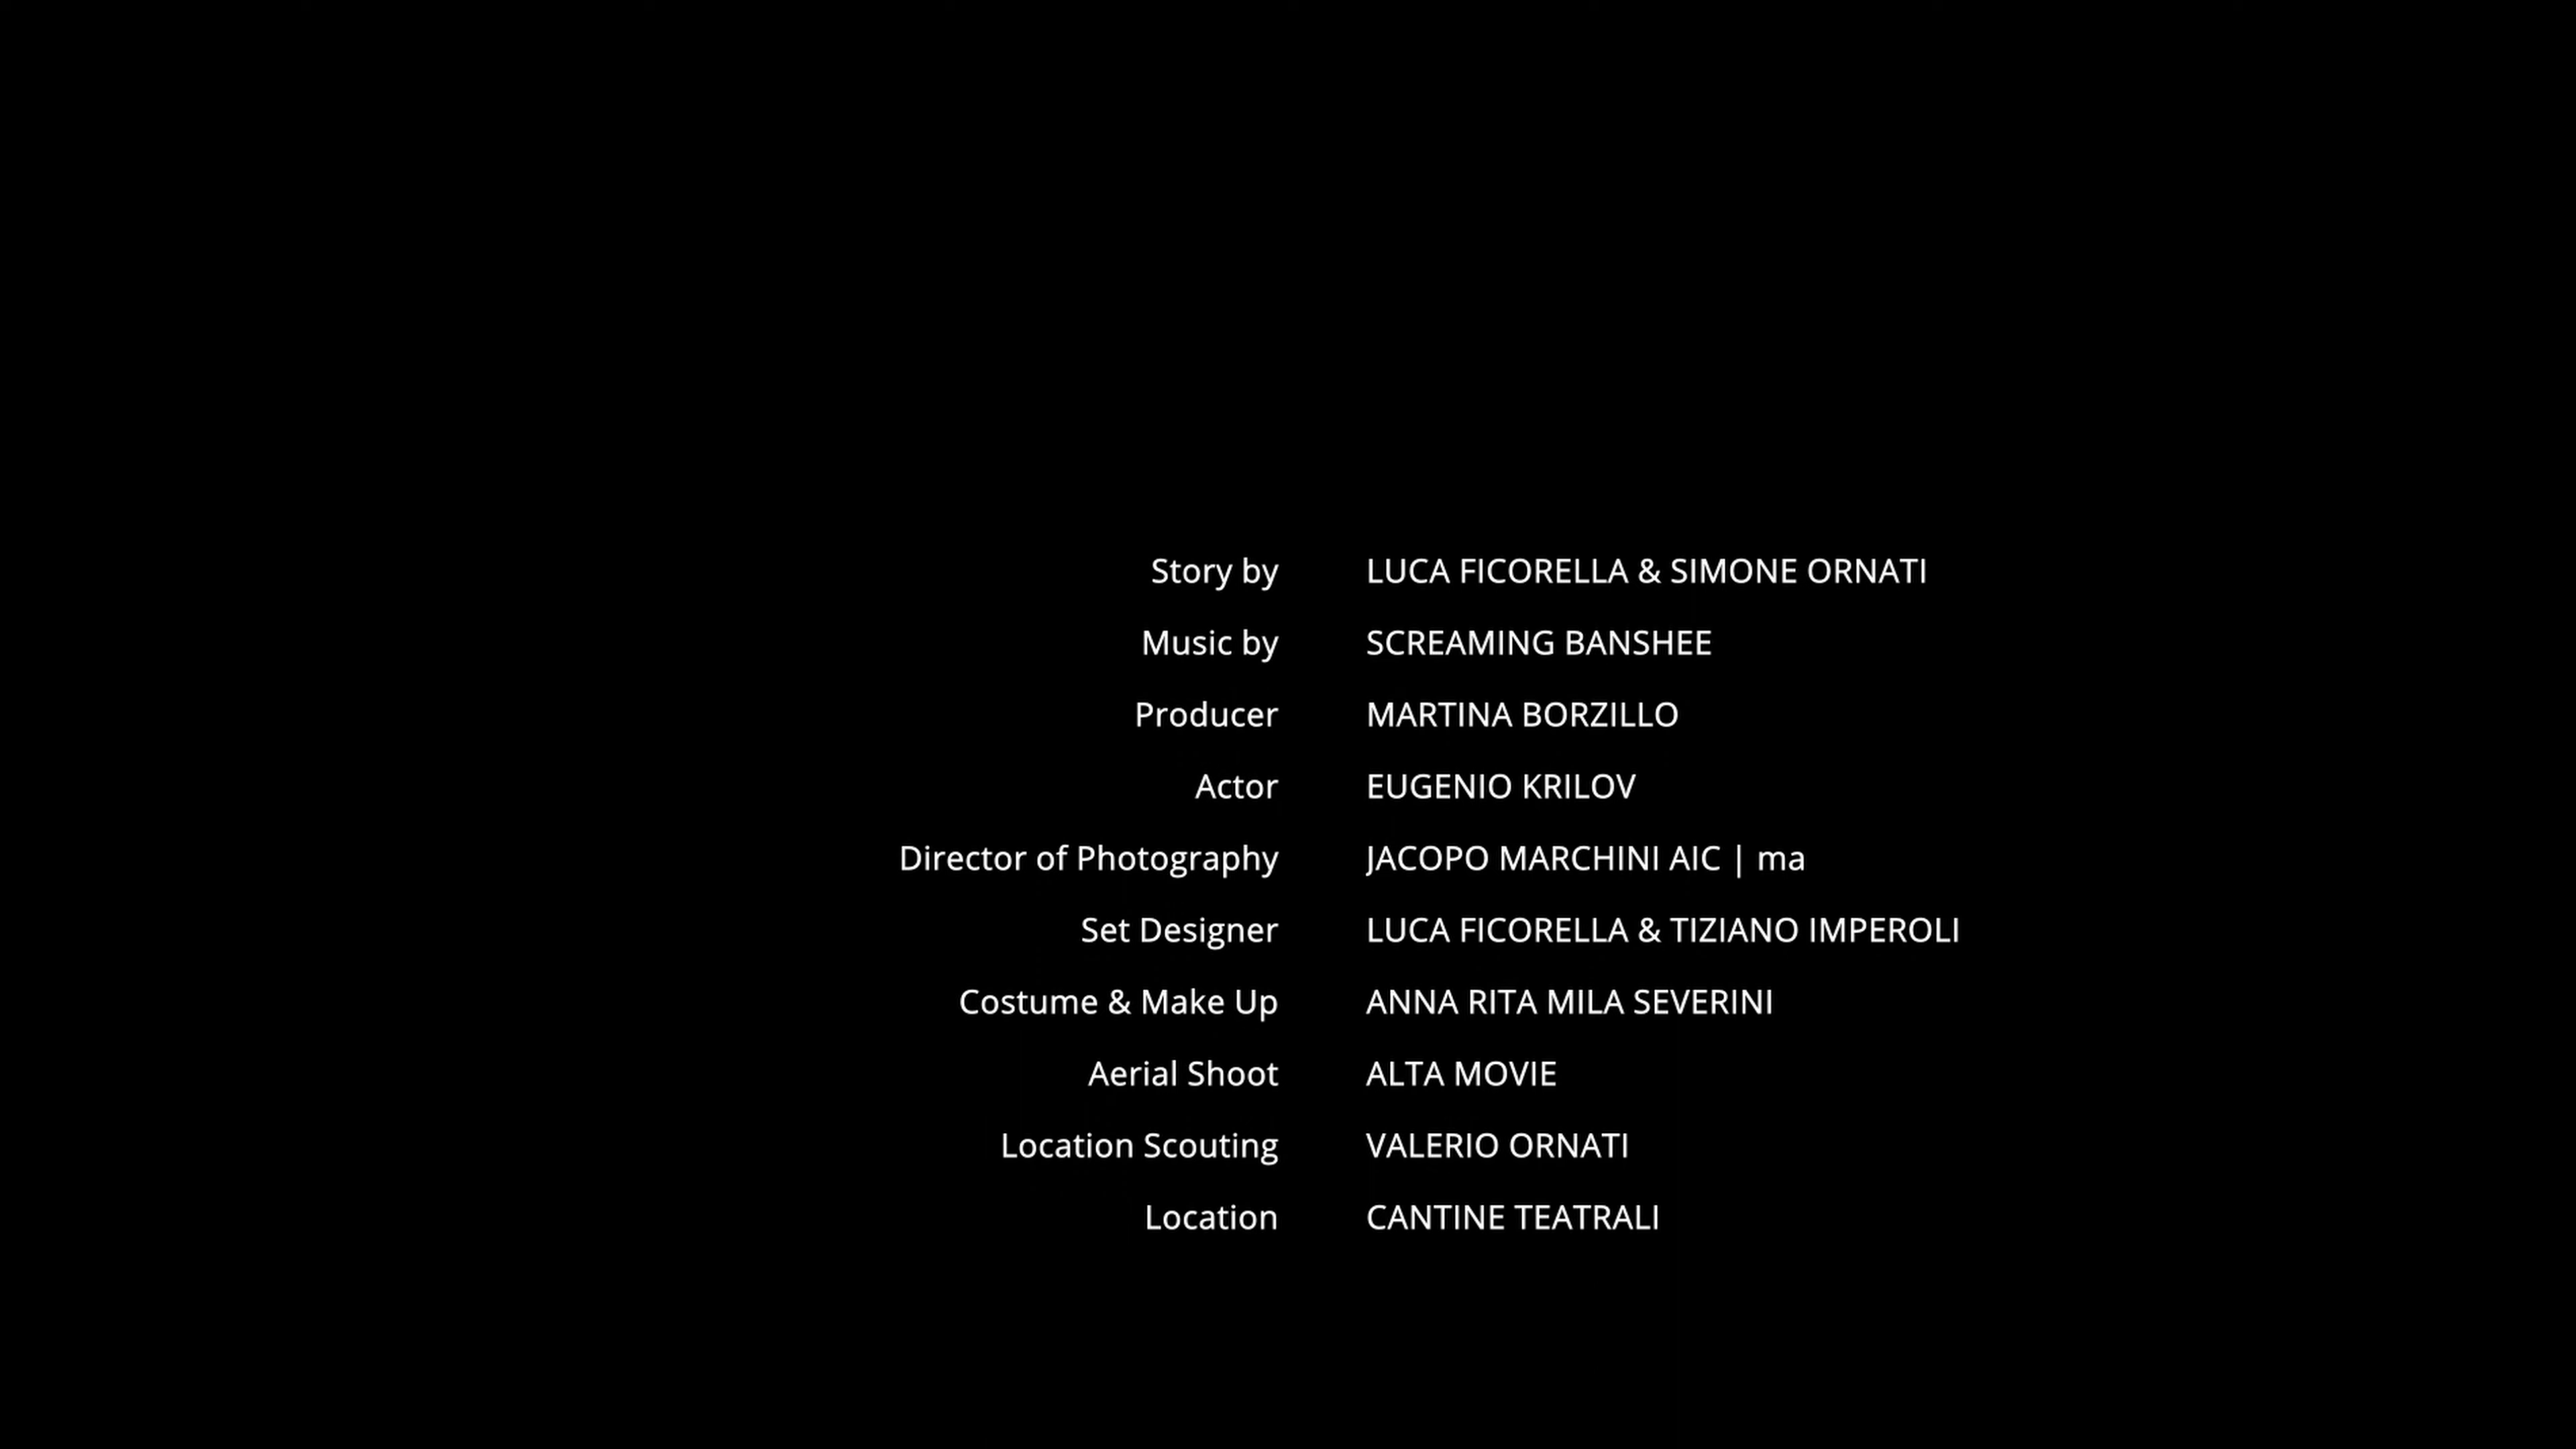 Story by LUCA FICORELLA & SIMONE ORNATI
Music by SCREAMING BANSHEE
Producer MARTINA BORZILLO
Actor EUGENIO KRILOV
Director of Photography JACOPO MARCHINI AIC | ma
Set Designer LUCA FICORELLA & TIZIANO IMPEROLI
Costume & Make Up ANNA RITA MILA SEVERINI
Aerial Shoot ALTA MOVIE
Location Scouting VALERIO ORNATI
Location CANTINE TEATRALI